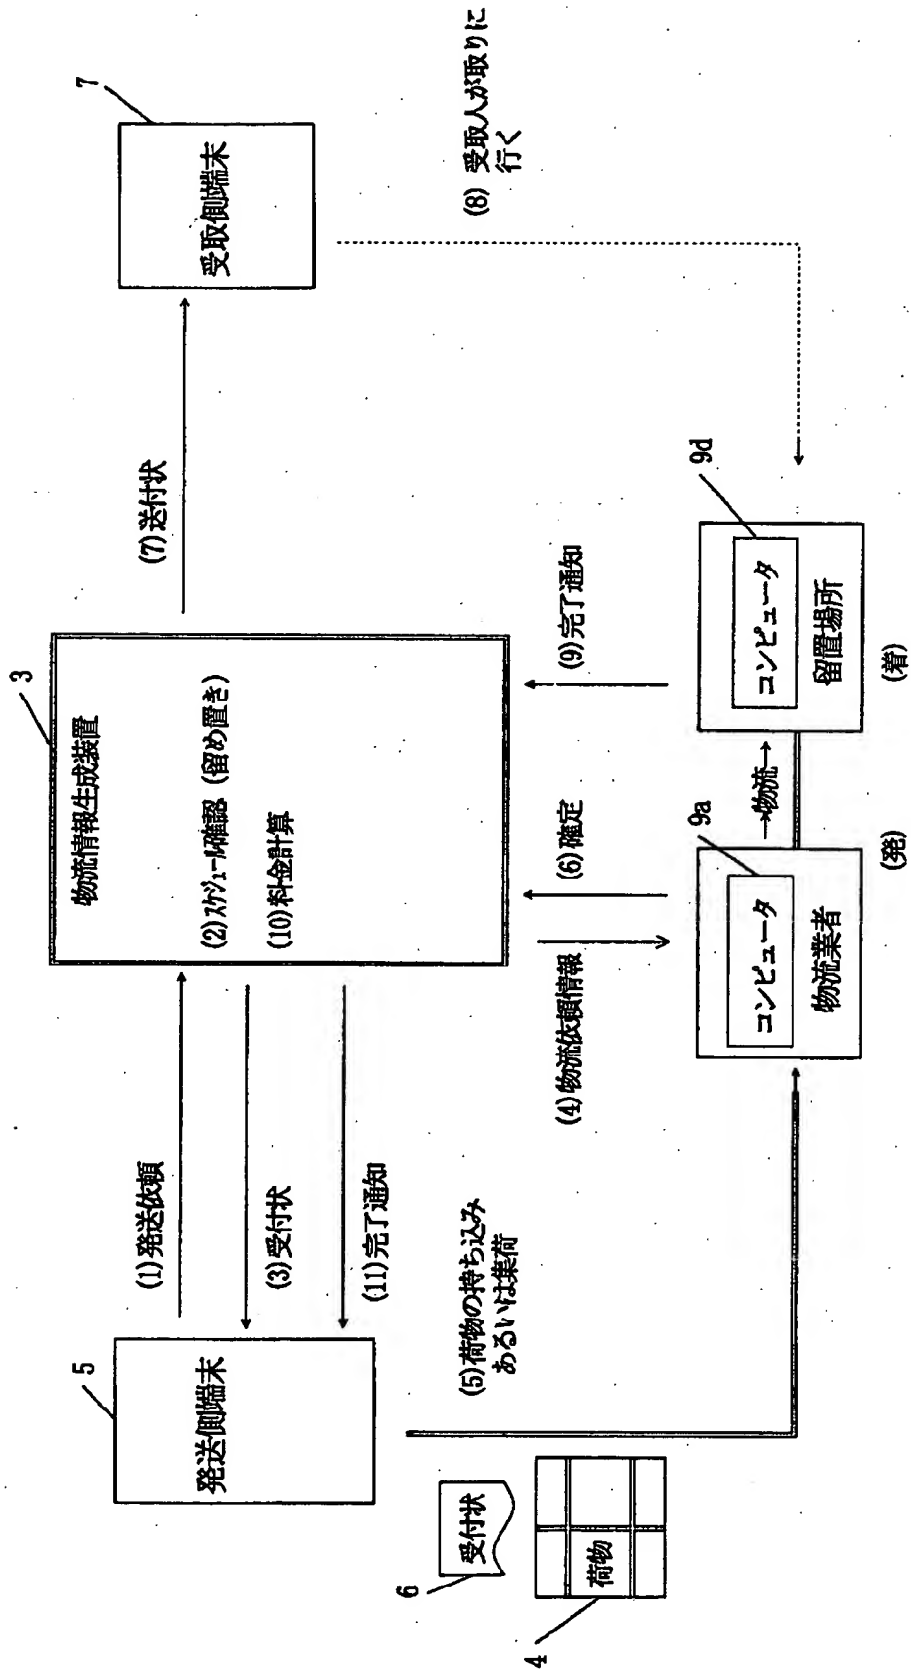 3
物流情報生成装置
(2)スケジュール確認 (留め置き)
(10)料金計算
5
発送側端末
7
受取側端末
(1)発送依頼
(3)受付状
(11)完了通知
(7)送付状
(8) 受取人が取りに
行く
(5)荷物の持ち込み
あるいは集荷
(4)物流依頼情報
(6)確定
(9)完了通知
6
受付状
4
荷物
9a
コンピュータ
物流業者
(発)
物流
9d
コンピュータ
留置場所
(着)